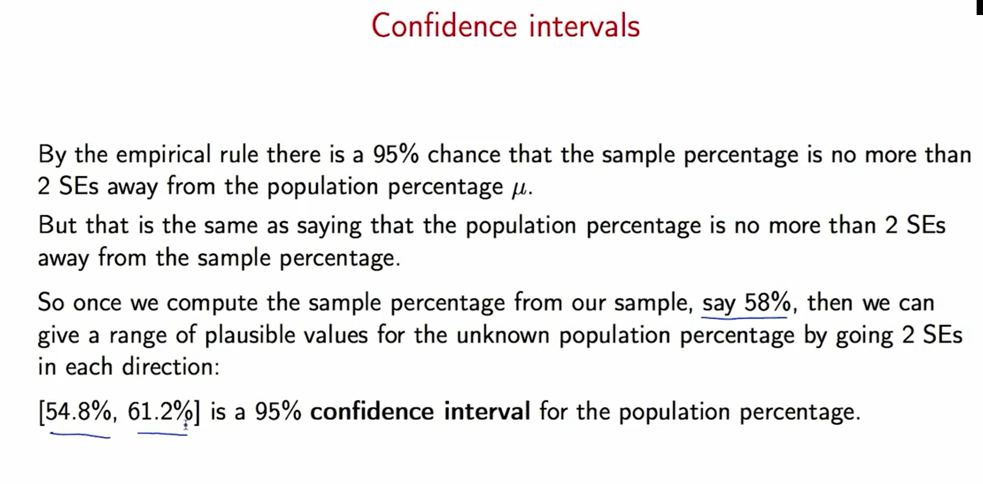 Confidence intervals
By the empirical rule there is a 95% chance that the sample percentage is no more than
2 SEs away from the population percentage μ.
But that is the same as saying that the population percentage is no more than 2 SEs
away from the sample percentage.
So once we compute the sample percentage from our sample, say 58%, then we can
give a range of plausible values for the unknown population percentage by going 2 SEs
in each direction:
[54.8%, 61.2%] is a 95% confidence interval for the population percentage.